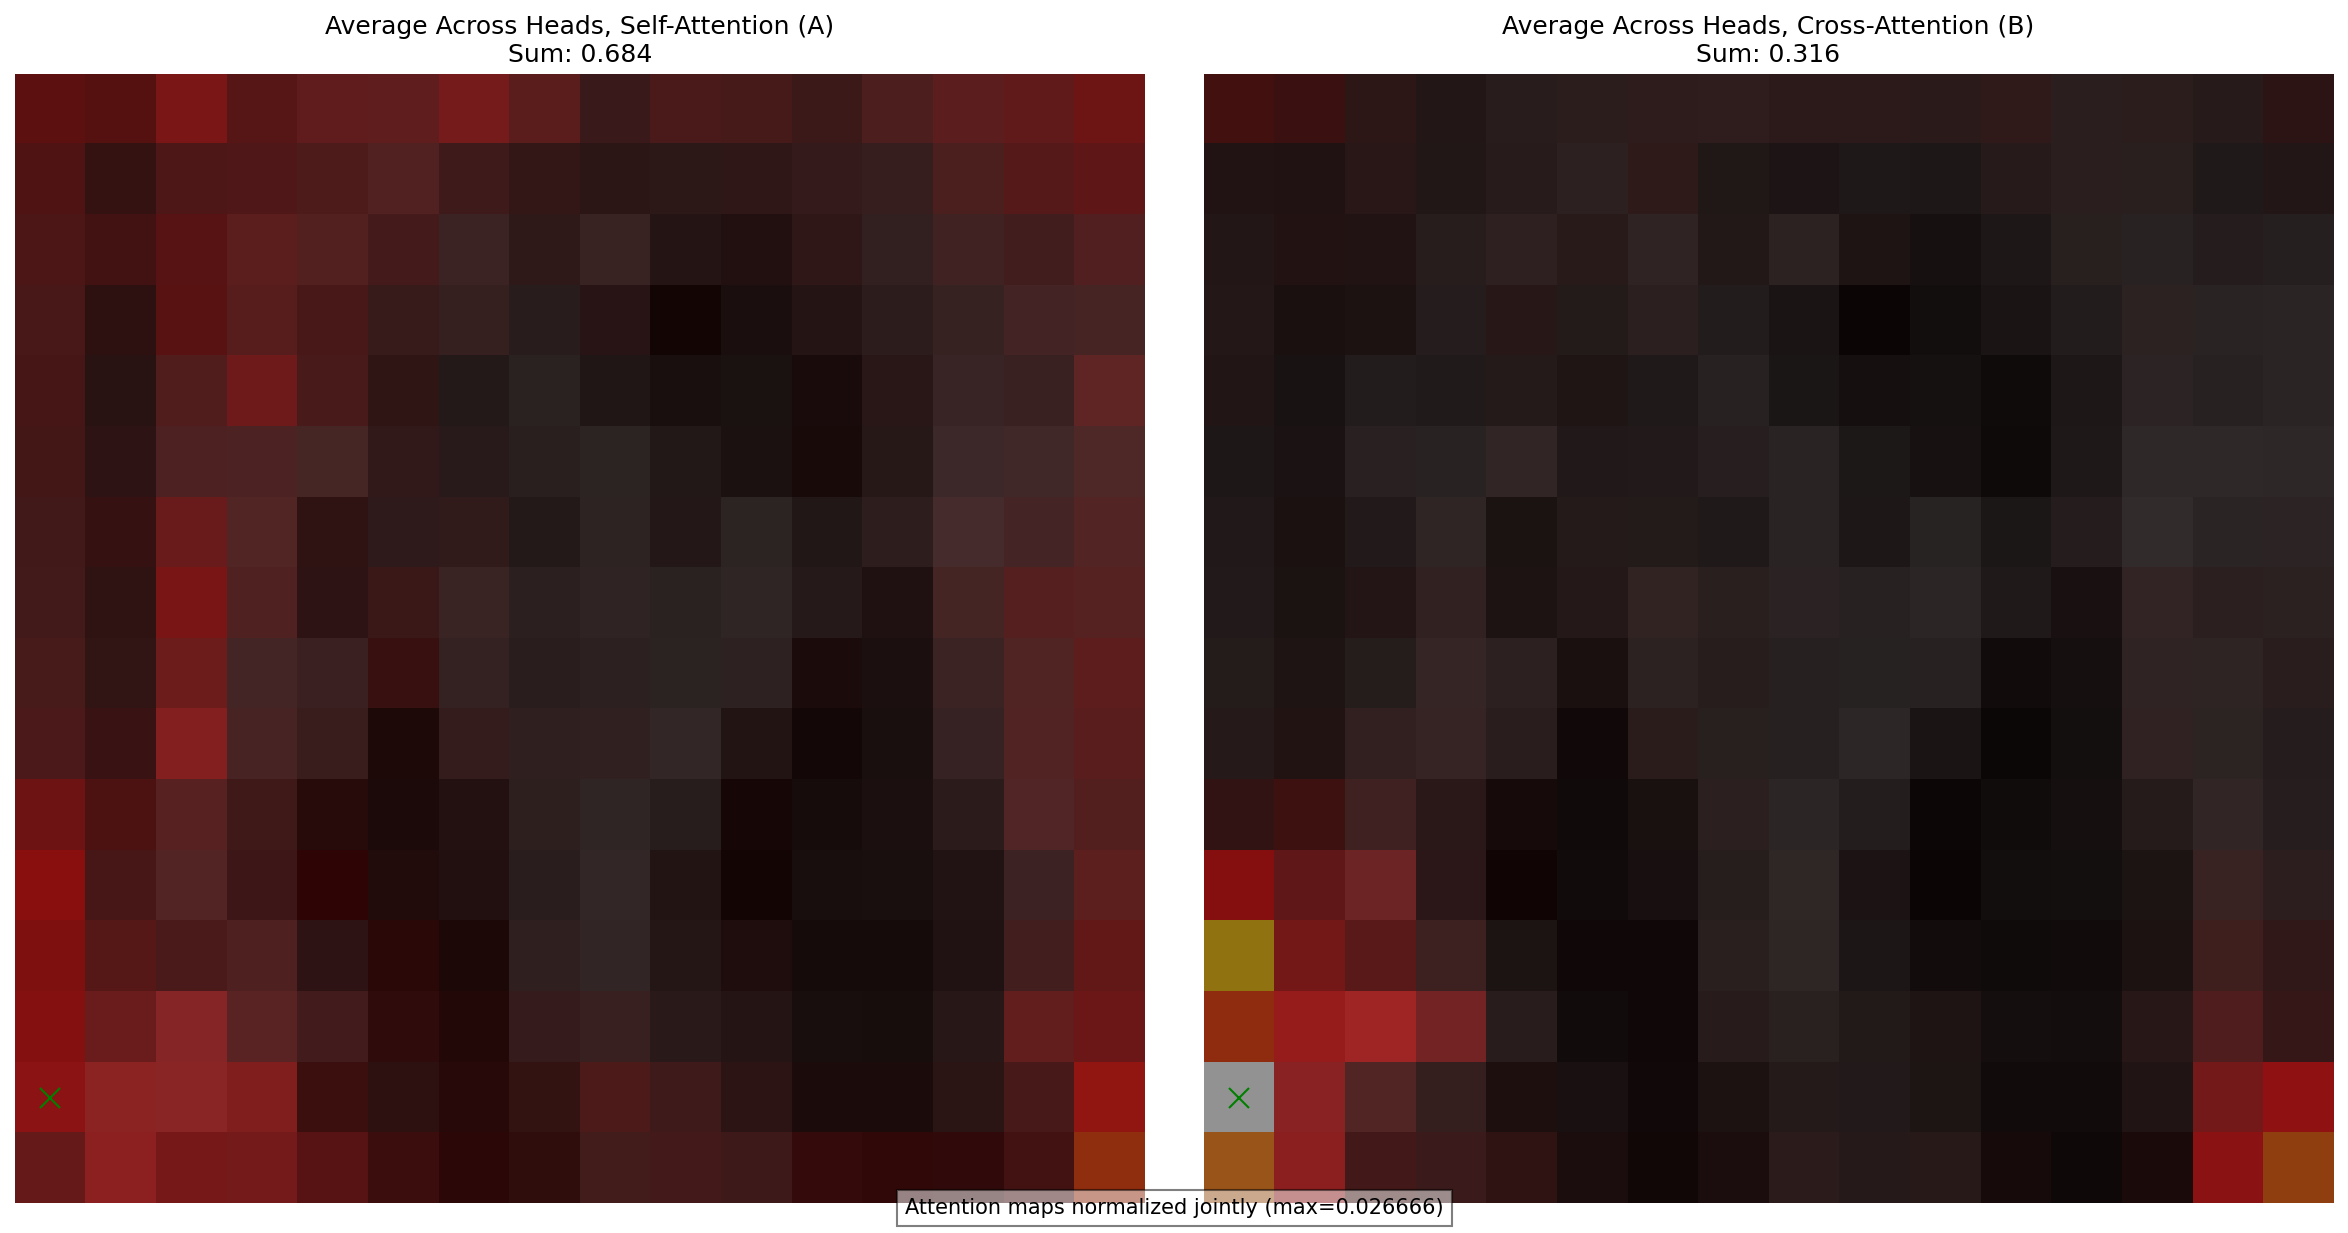 Average Across Heads, Self-Attention (A)
Sum: 0.684
Average Across Heads, Cross-Attention (B)
Sum: 0.316
Attention maps normalized jointly (max=0.026666)